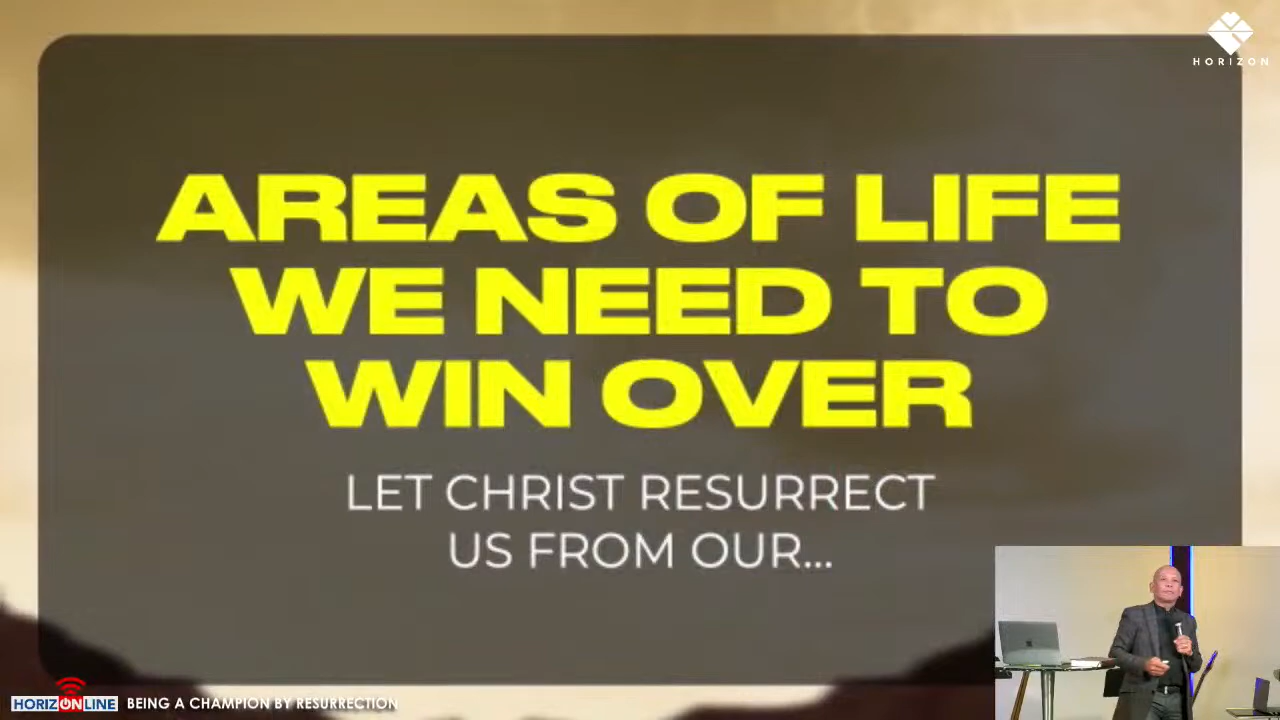 HORIZON
AREAS OF LIFE
WE NEED TO
WIN OVER
LET CHRIST RESURRECT
US FROM OUR...
HORIZONLINE BEING A CHAMPION BY RESURRECTION